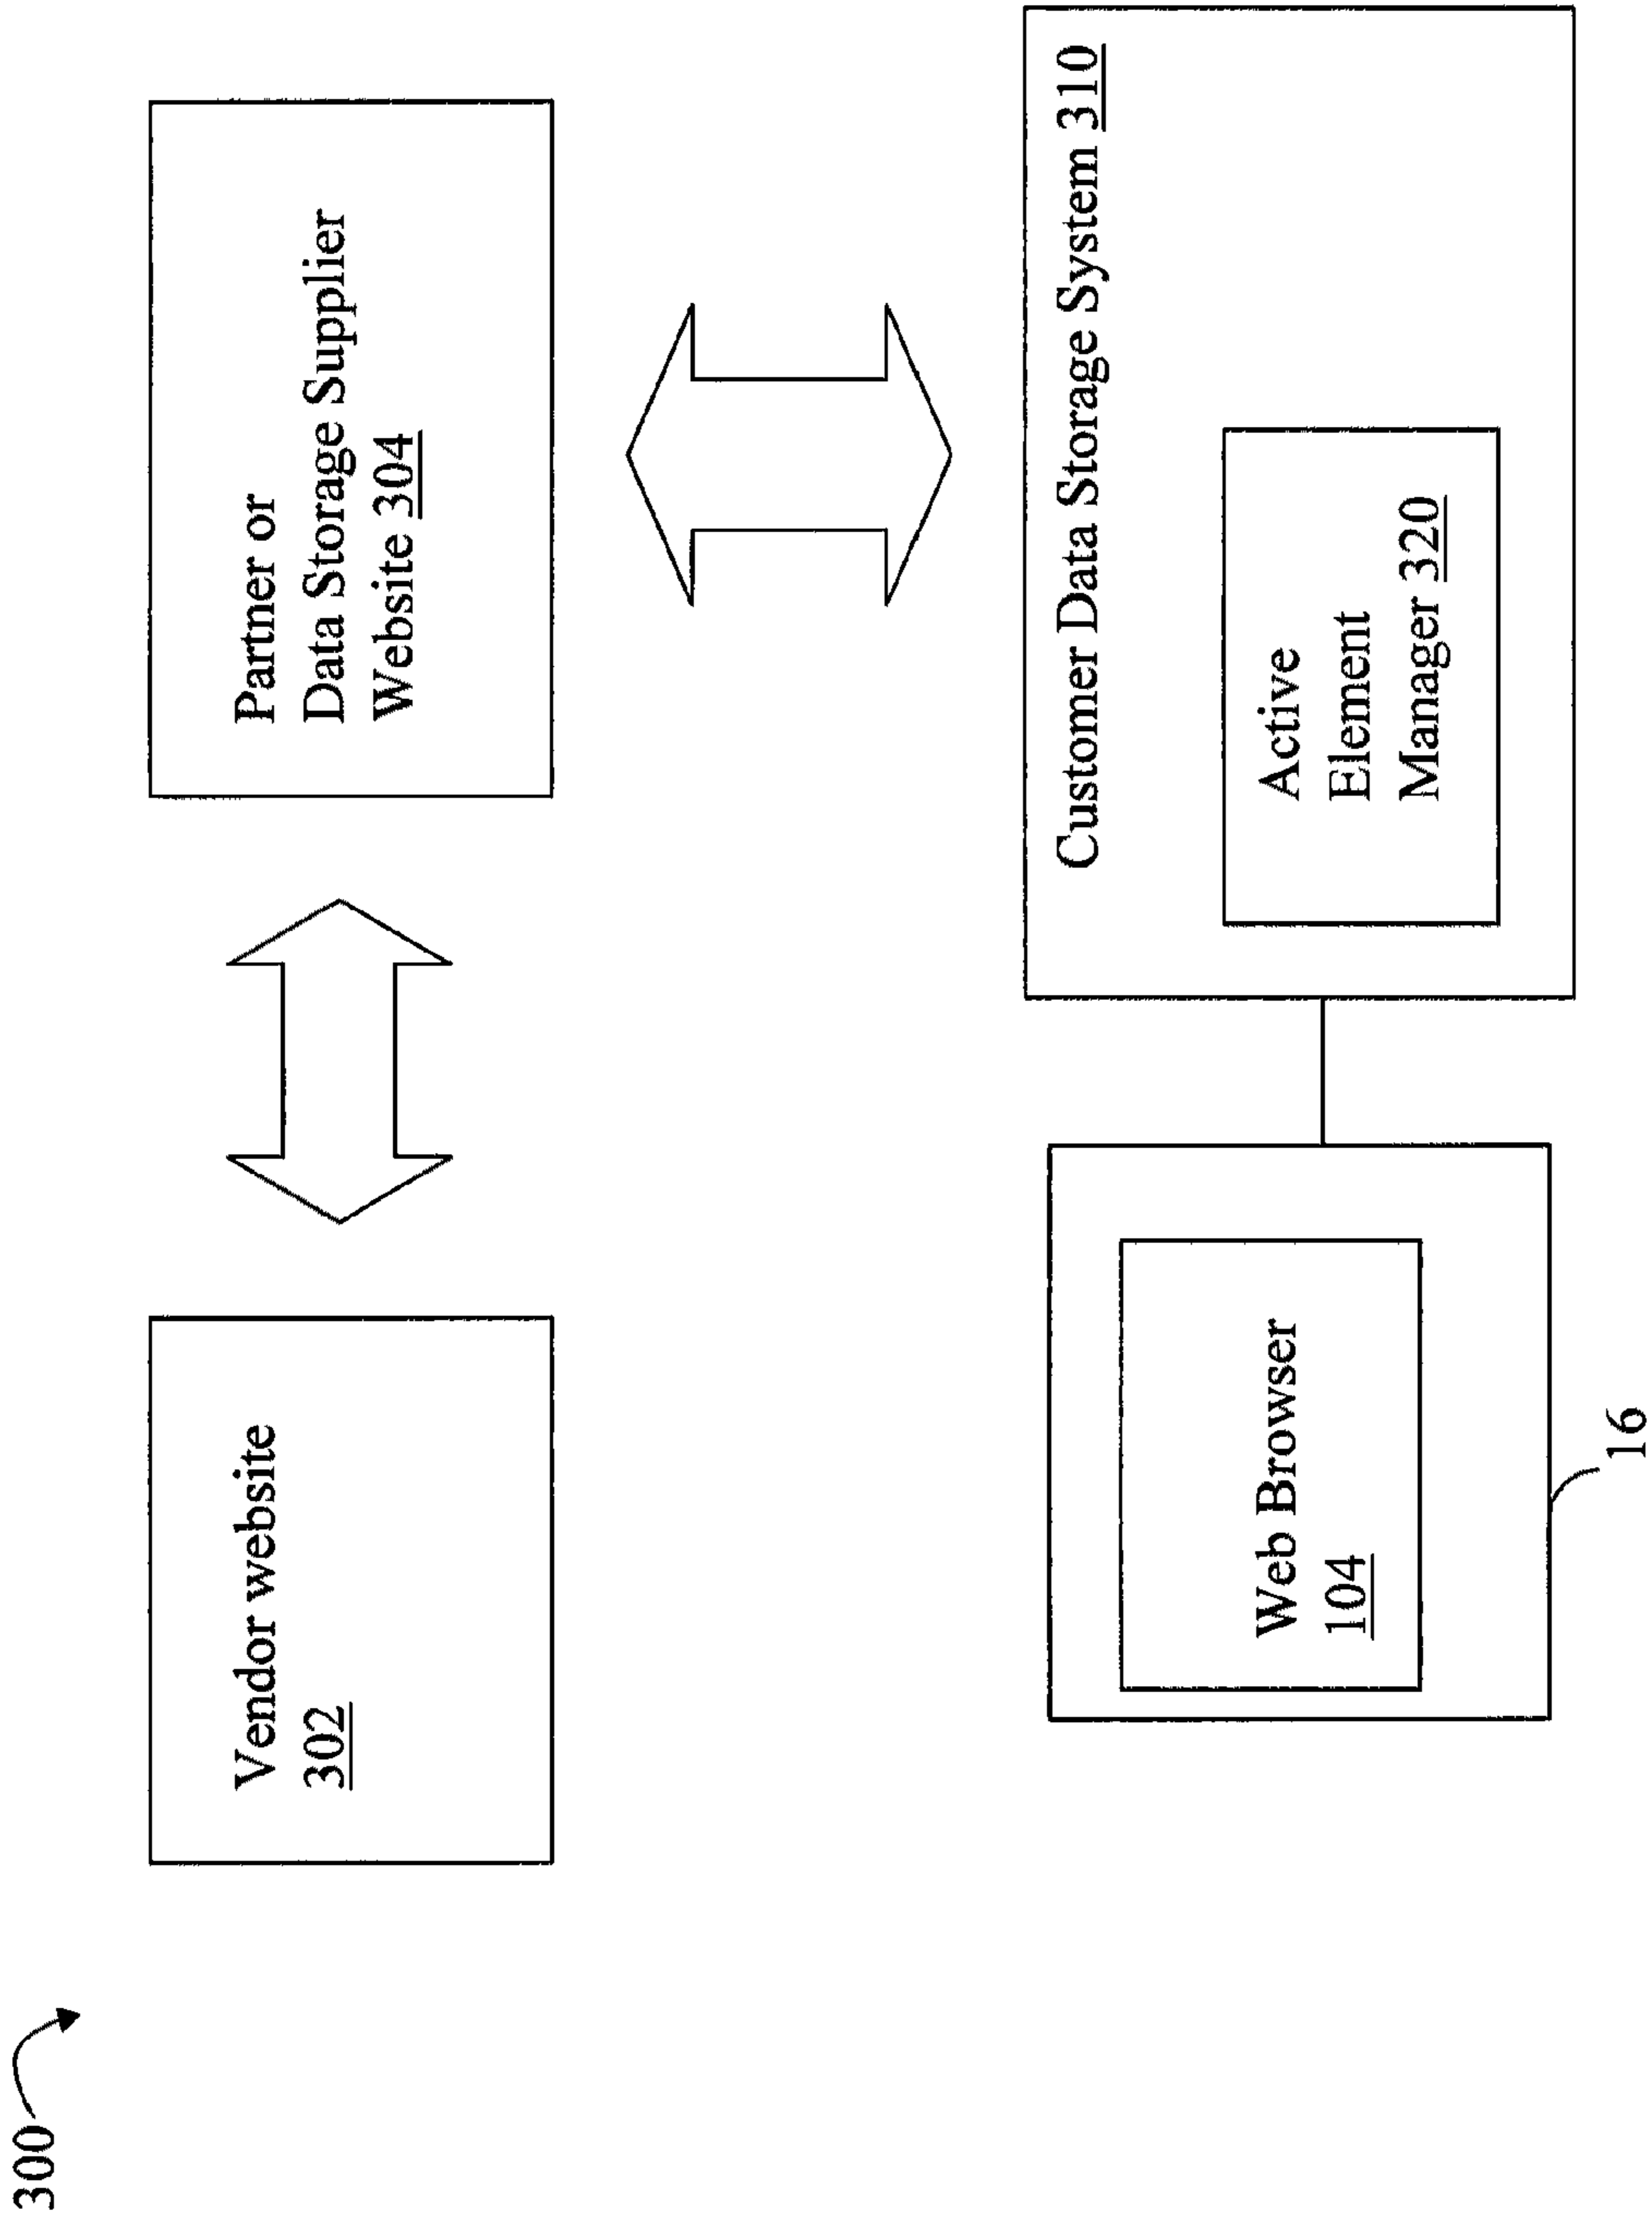 300
Vendor website
302
Partner or
Data Storage Supplier
Website 304
Web Browser
104
16
Customer Data Storage System 310
Active
Element
Manager 320